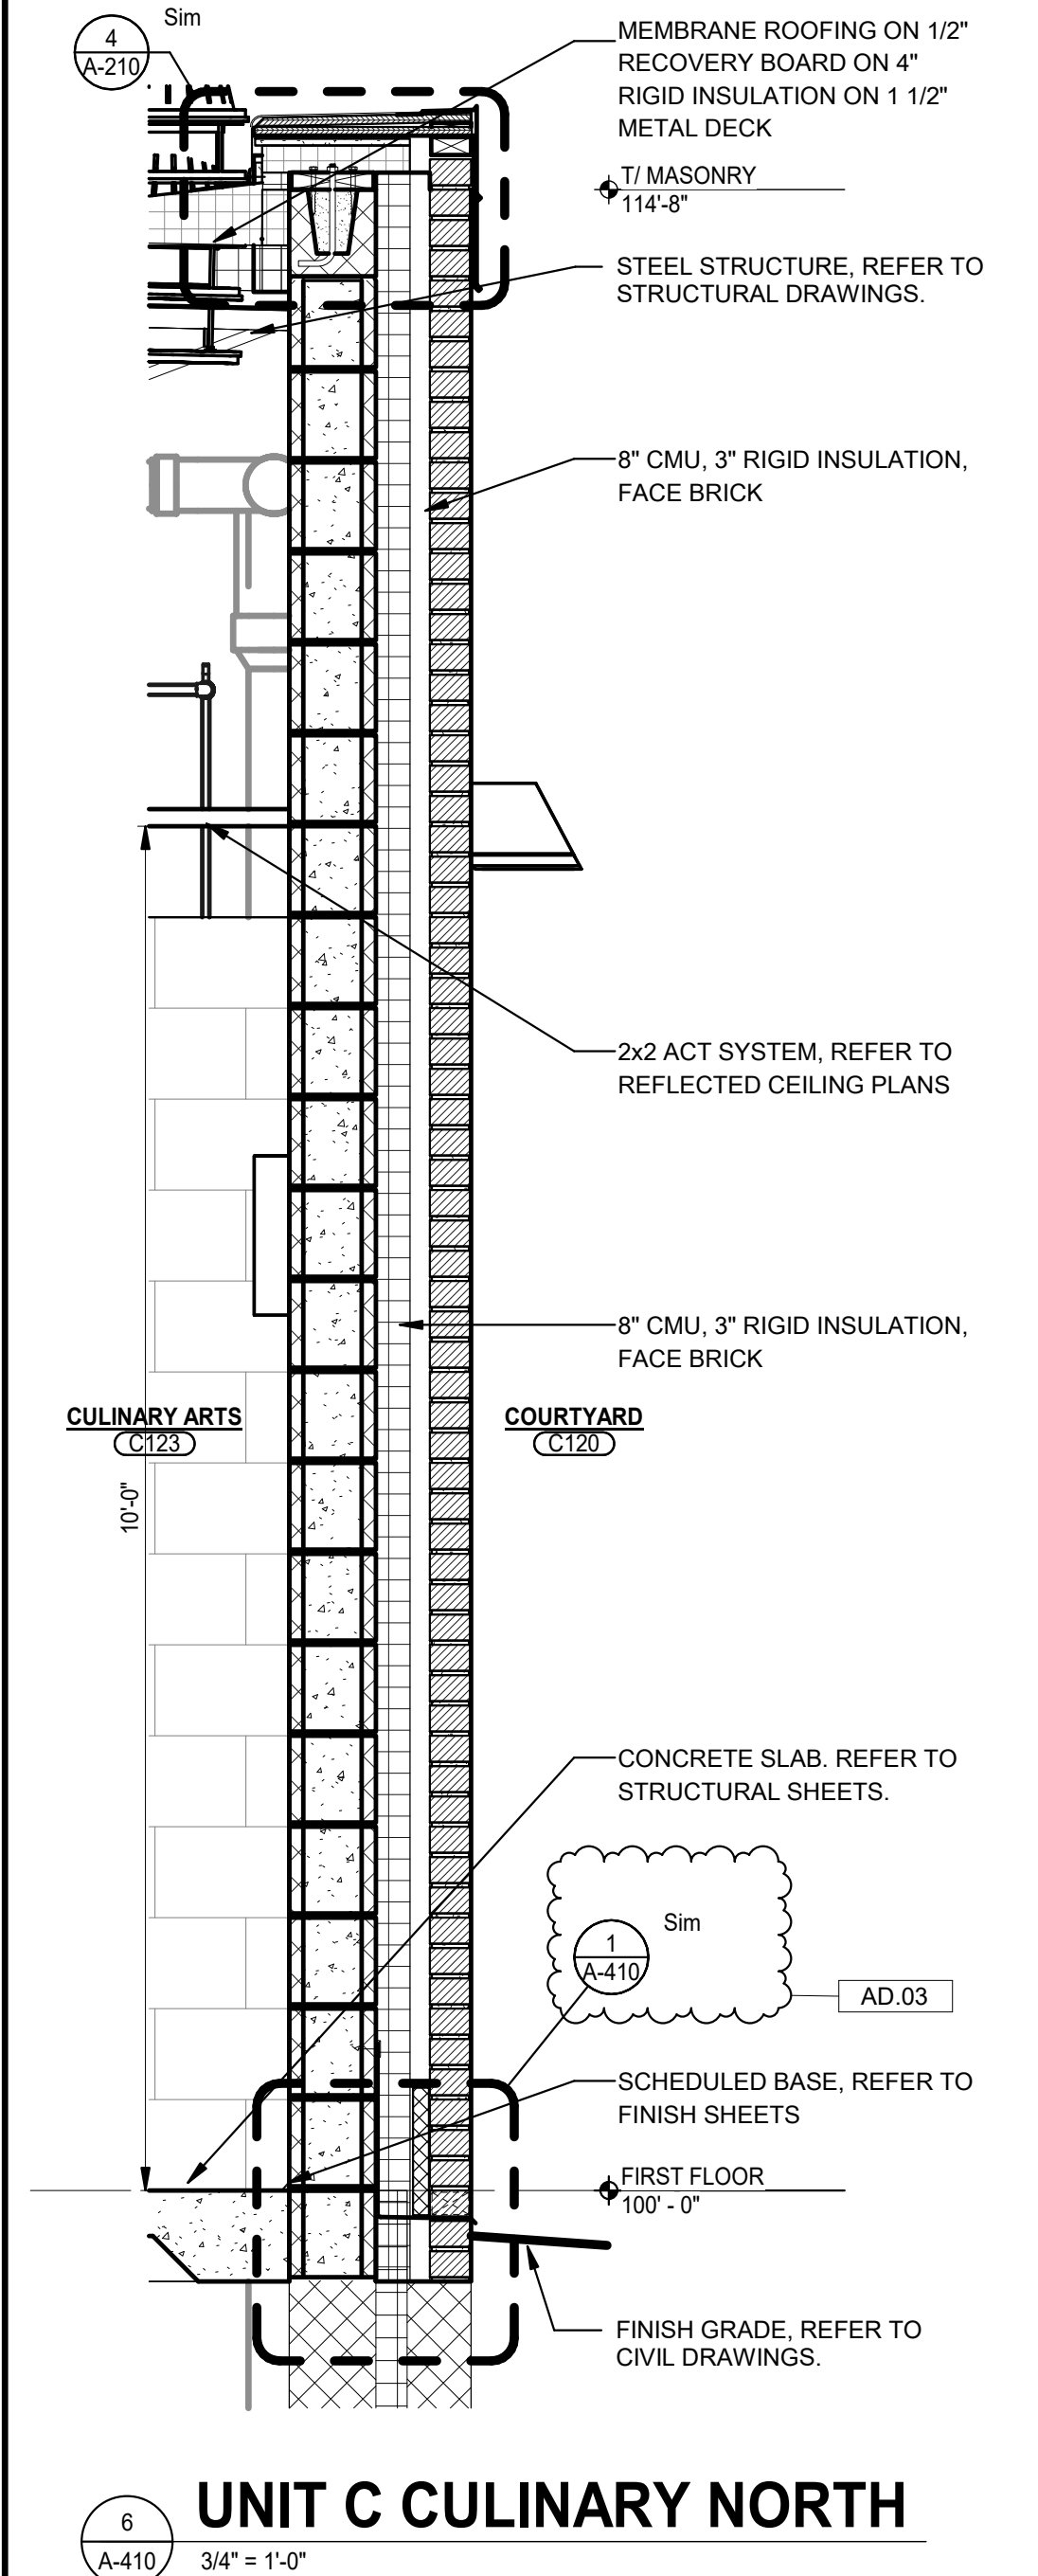 Sim
4
A-210
MEMBRANE ROOFING ON 1/2"
RECOVERY BOARD ON 4"
RIGID INSULATION ON 1 1/2"
METAL DECK
T/ MASONRY
114'-8"
STEEL STRUCTURE, REFER TO
STRUCTURAL DRAWINGS.
8" CMU, 3" RIGID INSULATION,
FACE BRICK
2x2 ACT SYSTEM, REFER TO
REFLECTED CEILING PLANS
8" CMU, 3" RIGID INSULATION,
FACE BRICK
CULINARY ARTS
C123
COURTYARD
C120
10'-0"
CONCRETE SLAB. REFER TO
STRUCTURAL SHEETS.
Sim
1
A-410
AD.03
SCHEDULED BASE, REFER TO
FINISH SHEETS
FIRST FLOOR
100' - 0"
FINISH GRADE, REFER TO
CIVIL DRAWINGS.
UNIT C CULINARY NORTH
6
A-410
3/4" = 1'-0"